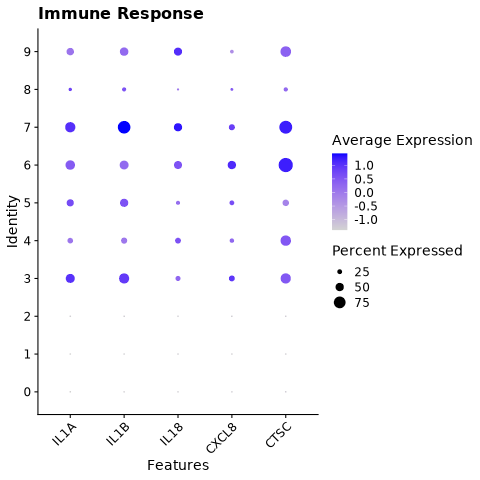 Immune Response
9
8
7
6
5
4
3
2
1
0
Identity
IL1A
IL1B
IL18
CXCL8
CTSC
Features
Average Expression
1.0
0.5
0.0
-0.5
-1.0
Percent Expressed
25
50
75